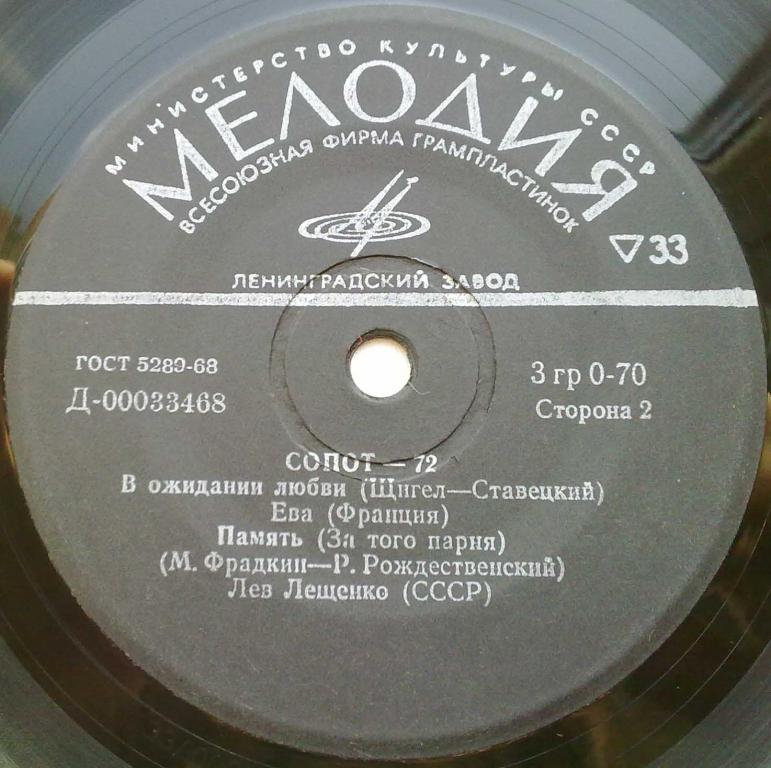 МИНИСТЕРСТВО КУЛЬТУРЫ СССР
МЕЛОДИЯ
ВСЕСОЮЗНАЯ ФИРМА ГРАМПЛАСТИНОК
33
ЛЕНИНГРАДСКИЙ ЗАВОД
ГОСТ 5289-68
Д-00033468
3 гр 0-70
Сторона 2
СОПОТ — 72
В ожидании любви (Щигел—Ставецкий)
Ева (Франция)
Память (За того парня)
(М. Фрадкин—Р. Рождественский)
Лев Лещенко (СССР)